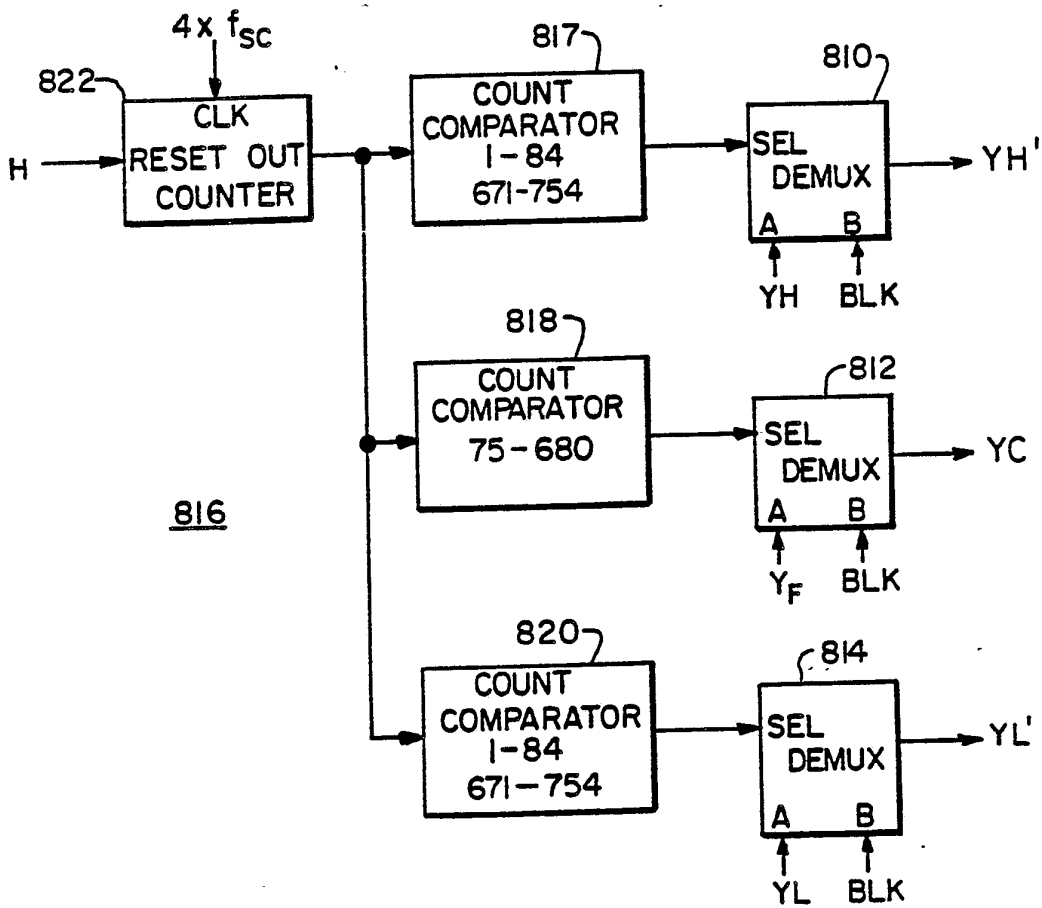 4 x fSC
822
CLK
RESET OUT
COUNTER
H
817
COUNT
COMPARATOR
1-84
671-754
810
SEL
DEMUX
A B
YH BLK
YH'
818
COUNT
COMPARATOR
75-680
812
SEL
DEMUX
A B
YF BLK
YC
816
820
COUNT
COMPARATOR
1-84
671-754
814
SEL
DEMUX
A B
YL BLK
YL'